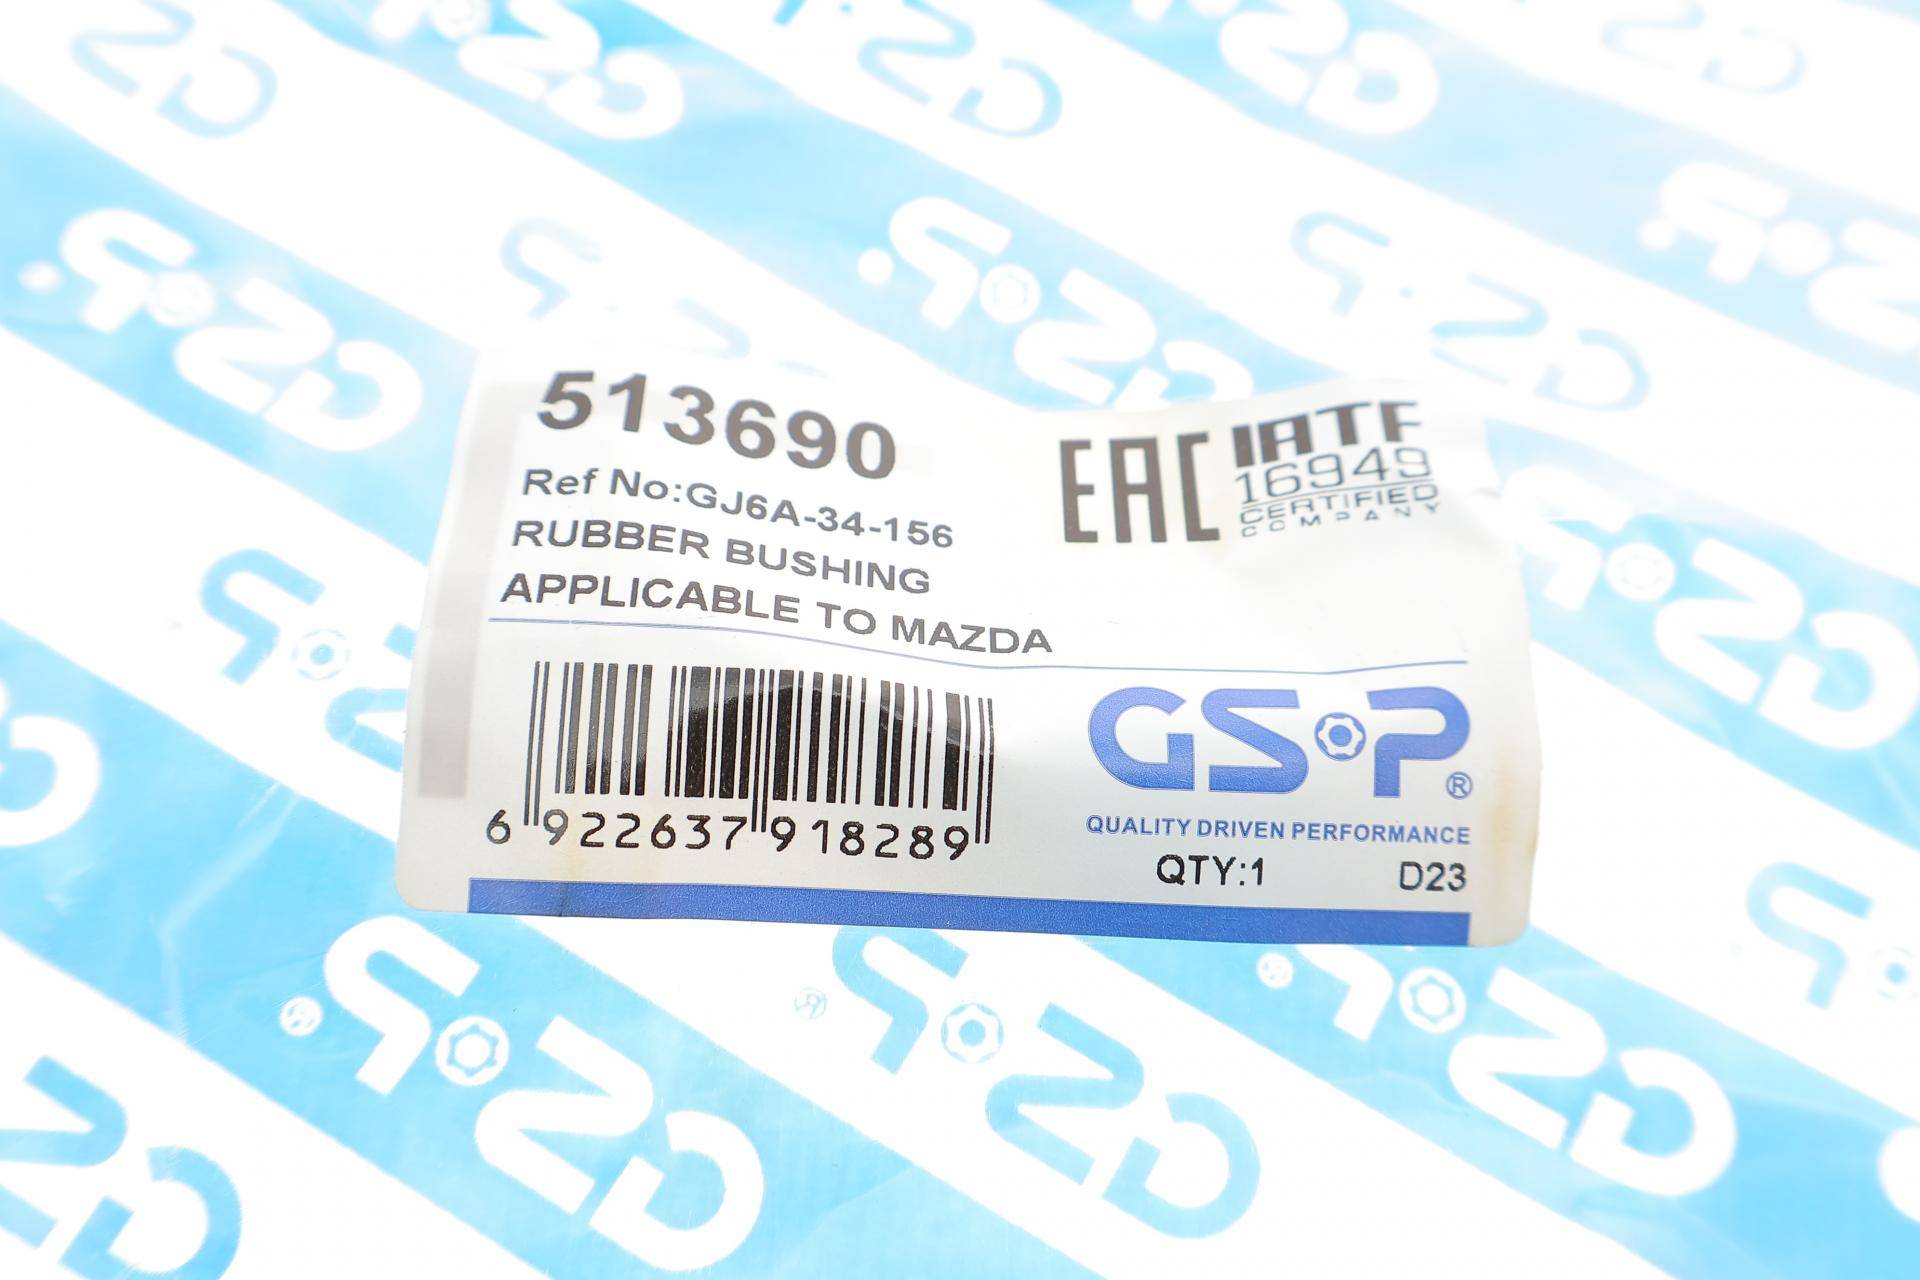 513690
Ref No:GJ6A-34-156
RUBBER BUSHING
APPLICABLE TO MAZDA
EAC
IATF
16949
CERTIFIED
COMPANY
6 922637 918289
GSP®
QUALITY DRIVEN PERFORMANCE
QTY:1 D23